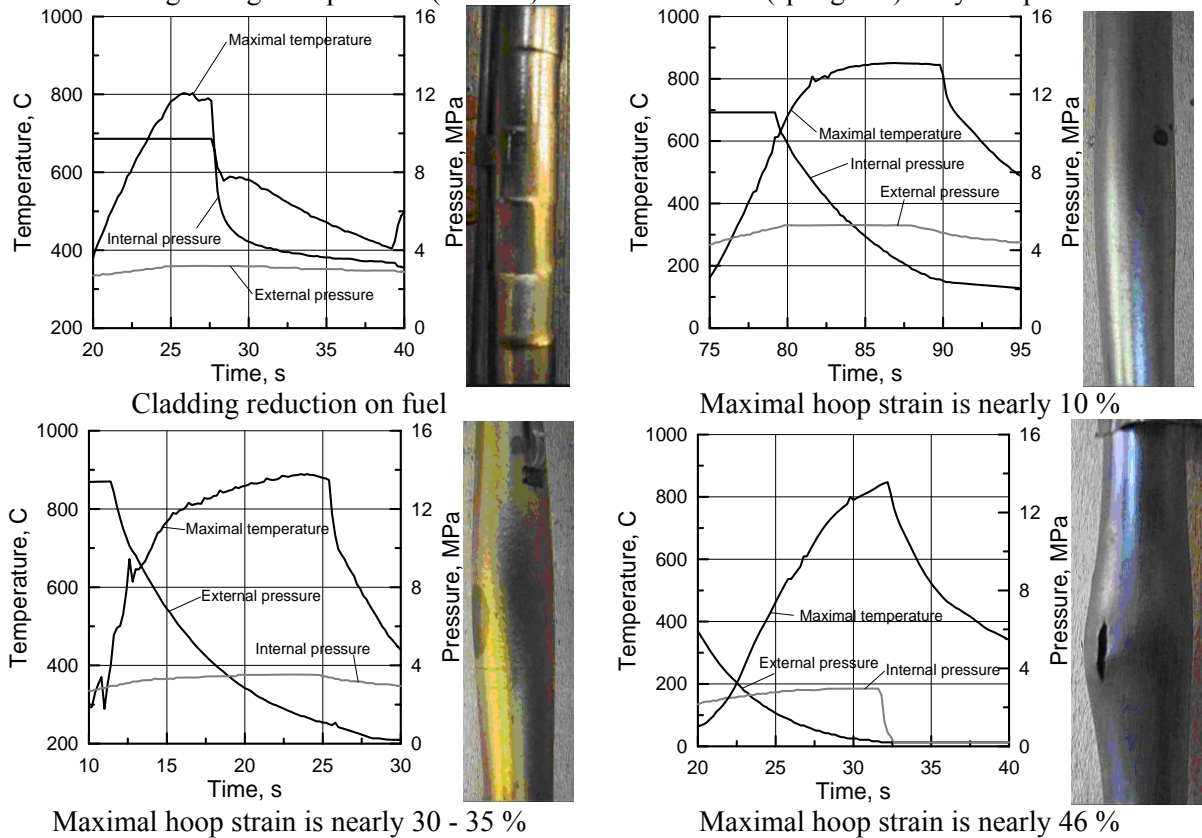 1000
800
600
400
200
Temperature, C
16
12
8
4
0
Pressure, MPa
Maximal temperature
Internal pressure
External pressure
20 25 30 35 40
Time, s
Cladding reduction on fuel
1000
800
600
400
200
0
Temperature, C
16
12
8
4
0
Pressure, MPa
Maximal temperature
Internal pressure
External pressure
75 80 85 90 95
Time, s
Maximal hoop strain is nearly 10 %
1000
800
600
400
200
Temperature, C
16
12
8
4
0
Pressure, MPa
Maximal temperature
External pressure
Internal pressure
10 15 20 25 30
Time, s
Maximal hoop strain is nearly 30 - 35 %
1000
800
600
400
200
0
Temperature, C
16
12
8
4
0
Pressure, MPa
Maximal temperature
External pressure
Internal pressure
20 25 30 35 40
Time, s
Maximal hoop strain is nearly 46 %